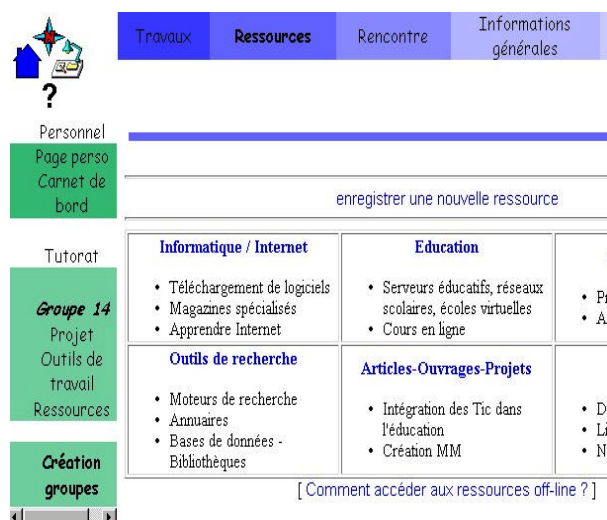 Travaux
Ressources
Rencontre
Informations
générales
N
?
Personnel
Page perso
Carnet de
bord
Tutorat
Groupe 14
Projet
Outils de
travail
Ressources
Création
groupes
enregistrer une nouvelle ressource
Informatique / Internet
• Téléchargement de logiciels
• Magazines spécialisés
• Apprendre Internet
Education
• Serveurs éducatifs, réseaux
scolaires, écoles virtuelles
• Cours en ligne
Outils de recherche
• Moteurs de recherche
• Annuaires
• Bases de données -
Bibliothèques
Articles-Ouvrages-Projets
• Intégration des Tic dans
l'éducation
• Création MM
[ Comment accéder aux ressources off-line ? ]